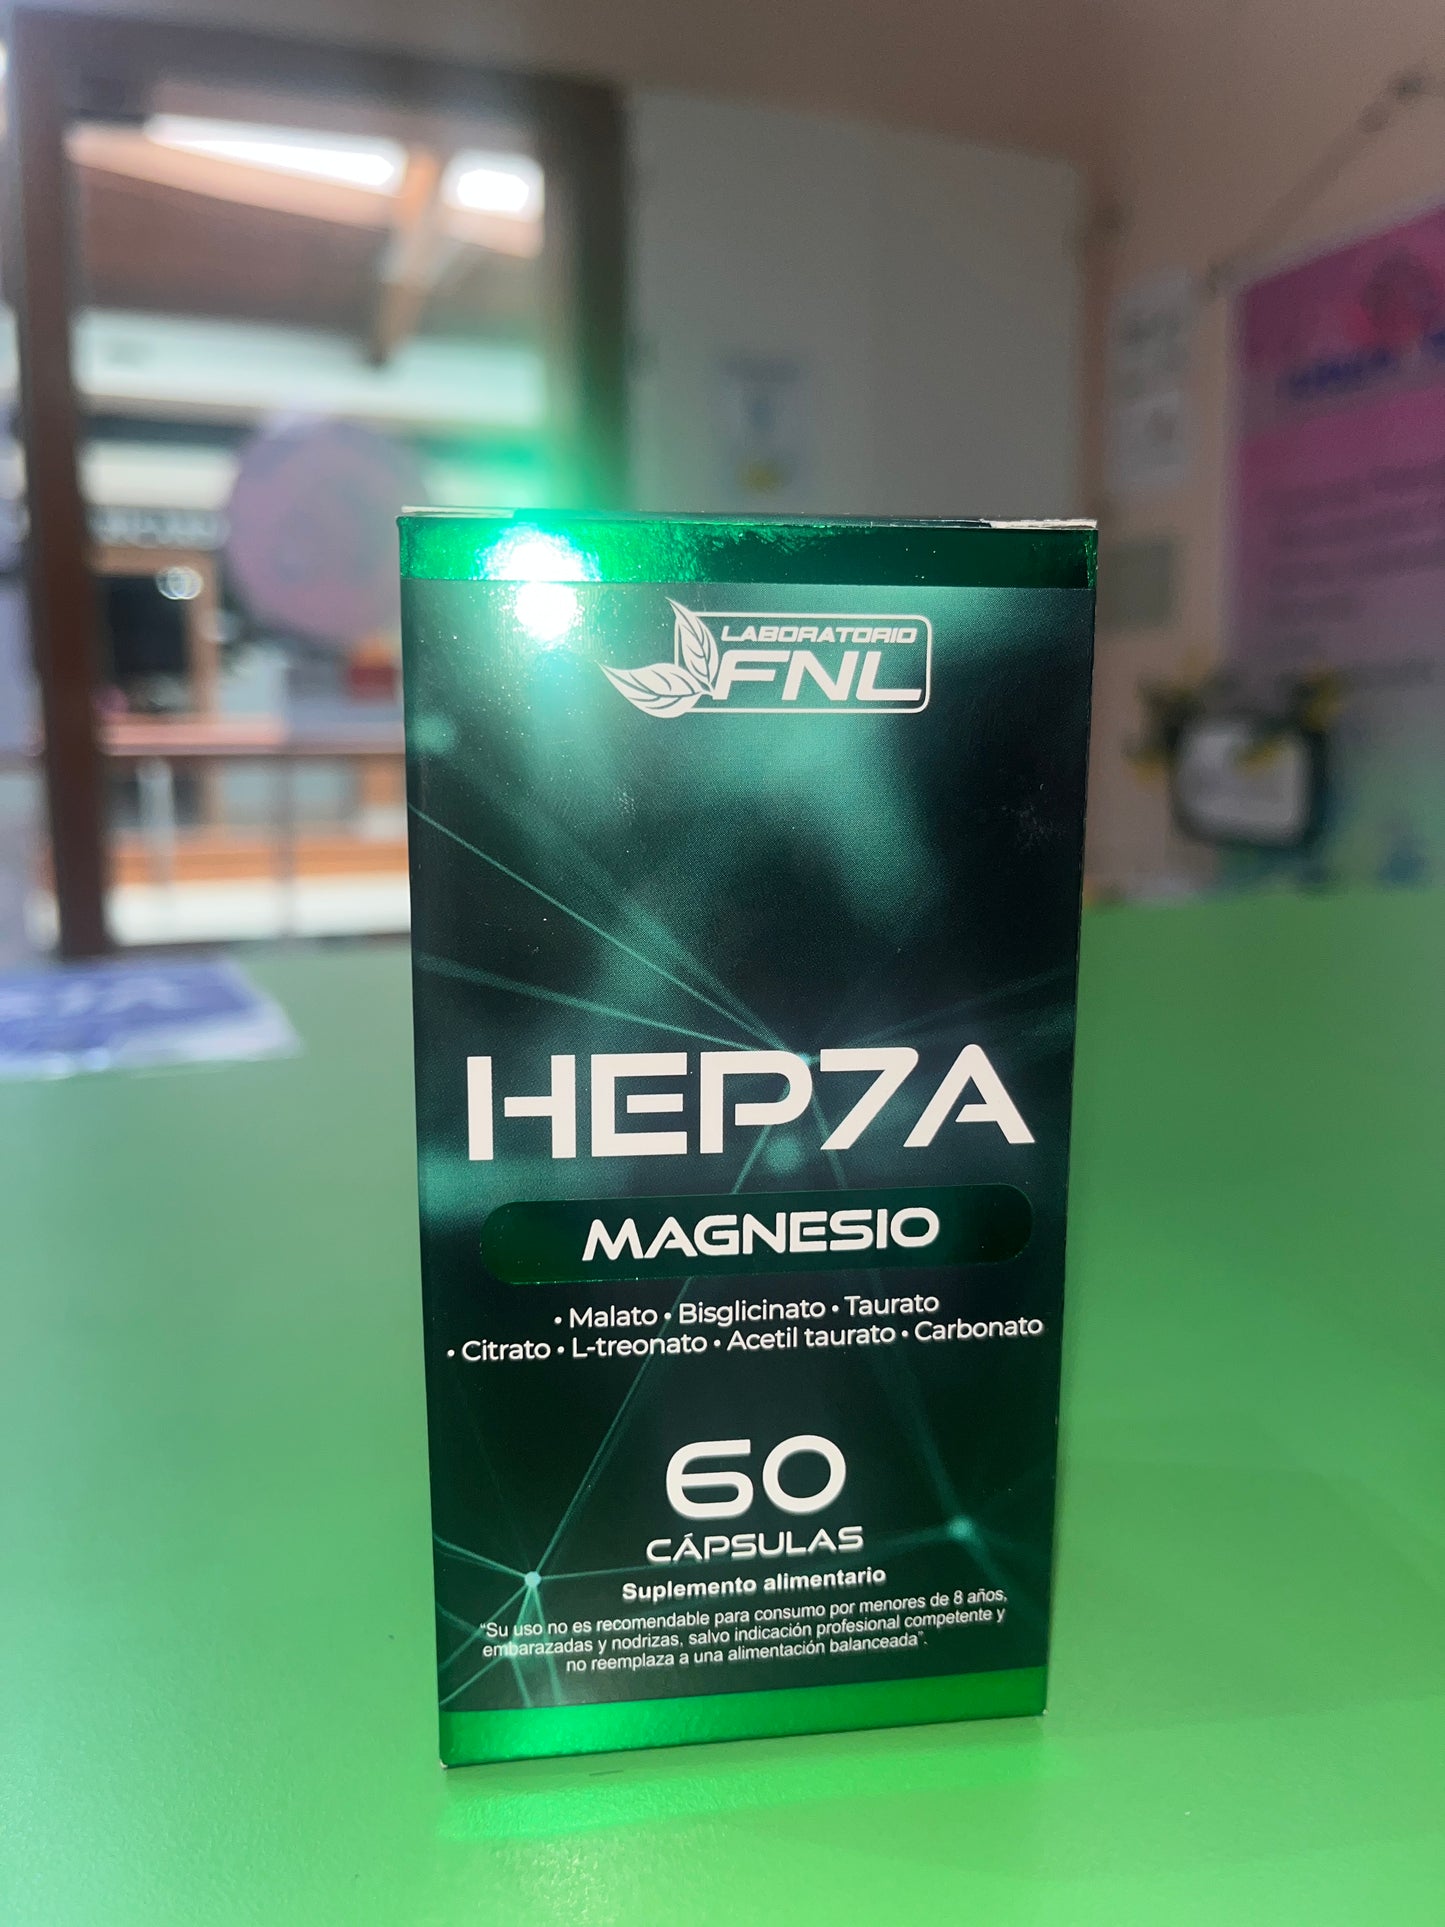 LABORATORIO
FNL
HEP7A
MAGNESIO
• Malato • Bisglicinato • Taurato
• Citrato • L-treonato • Acetil taurato • Carbonato
60
CÁPSULAS
Suplemento alimentario
“Su uso no es recomendable para consumo por menores de 8 años,
embarazadas y nodrizas, salvo indicación profesional competente y
no reemplaza a una alimentación balanceada”.